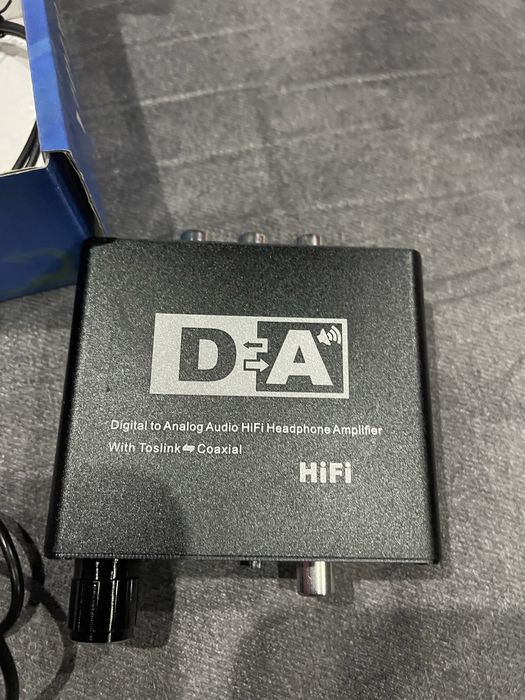 D A
Digital to Analog Audio HiFi Headphone Amplifier
With Toslink ⇌ Coaxial
HiFi